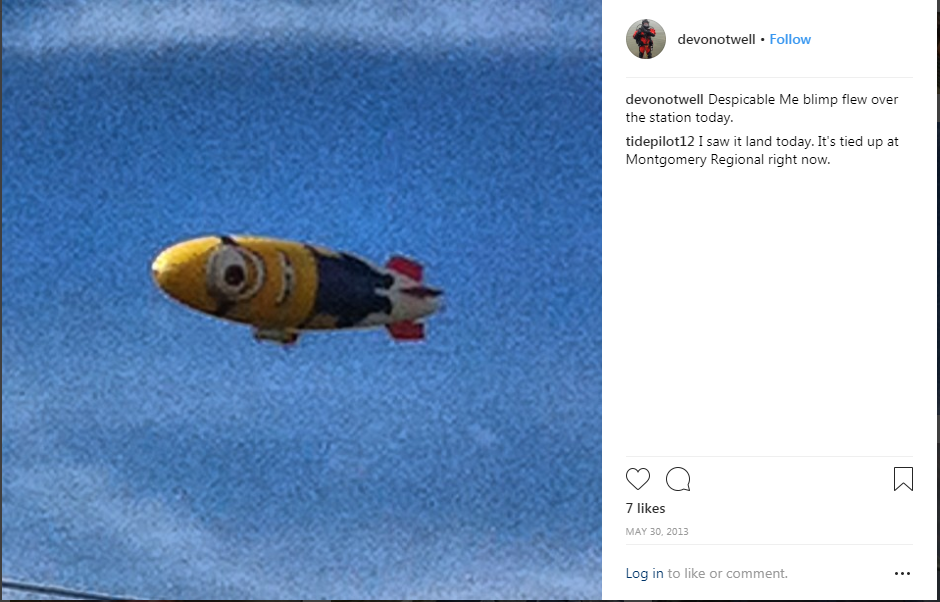 devonotwell • Follow
devonotwell Despicable Me blimp flew over
the station today.
tidepilot12 I saw it land today. It's tied up at
Montgomery Regional right now.
7 likes
MAY 30, 2013
Log in to like or comment.